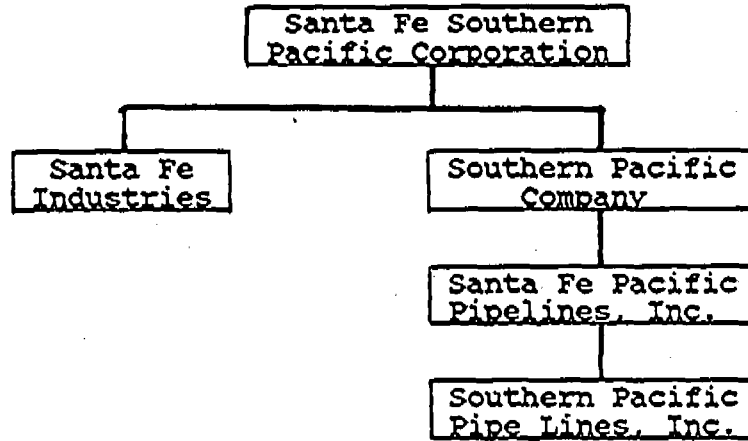 Santa Fe Southern
Pacific Corporation
Santa Fe
Industries
Southern Pacific
Company
Santa Fe Pacific
Pipelines, Inc.
Southern Pacific
Pipe Lines, Inc.